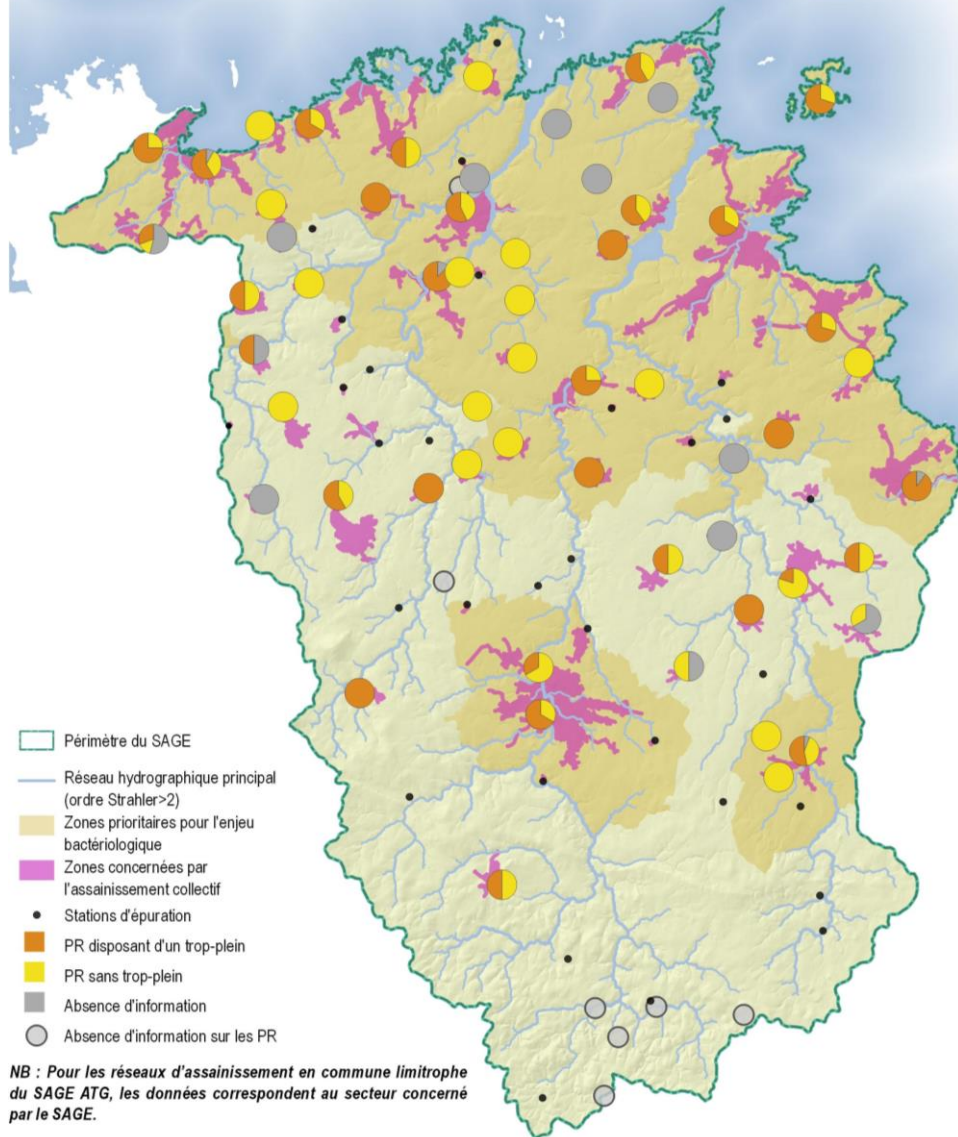 Périmètre du SAGE
Réseau hydrographique principal
(ordre Strahler>2)
Zones prioritaires pour l'enjeu
bactériologique
Zones concernées par
l'assainissement collectif
Stations d'épuration
PR disposant d'un trop-plein
PR sans trop-plein
Absence d'information
Absence d'information sur les PR
NB : Pour les réseaux d'assainissement en commune limitrophe
du SAGE ATG, les données correspondent au secteur concerné
par le SAGE.